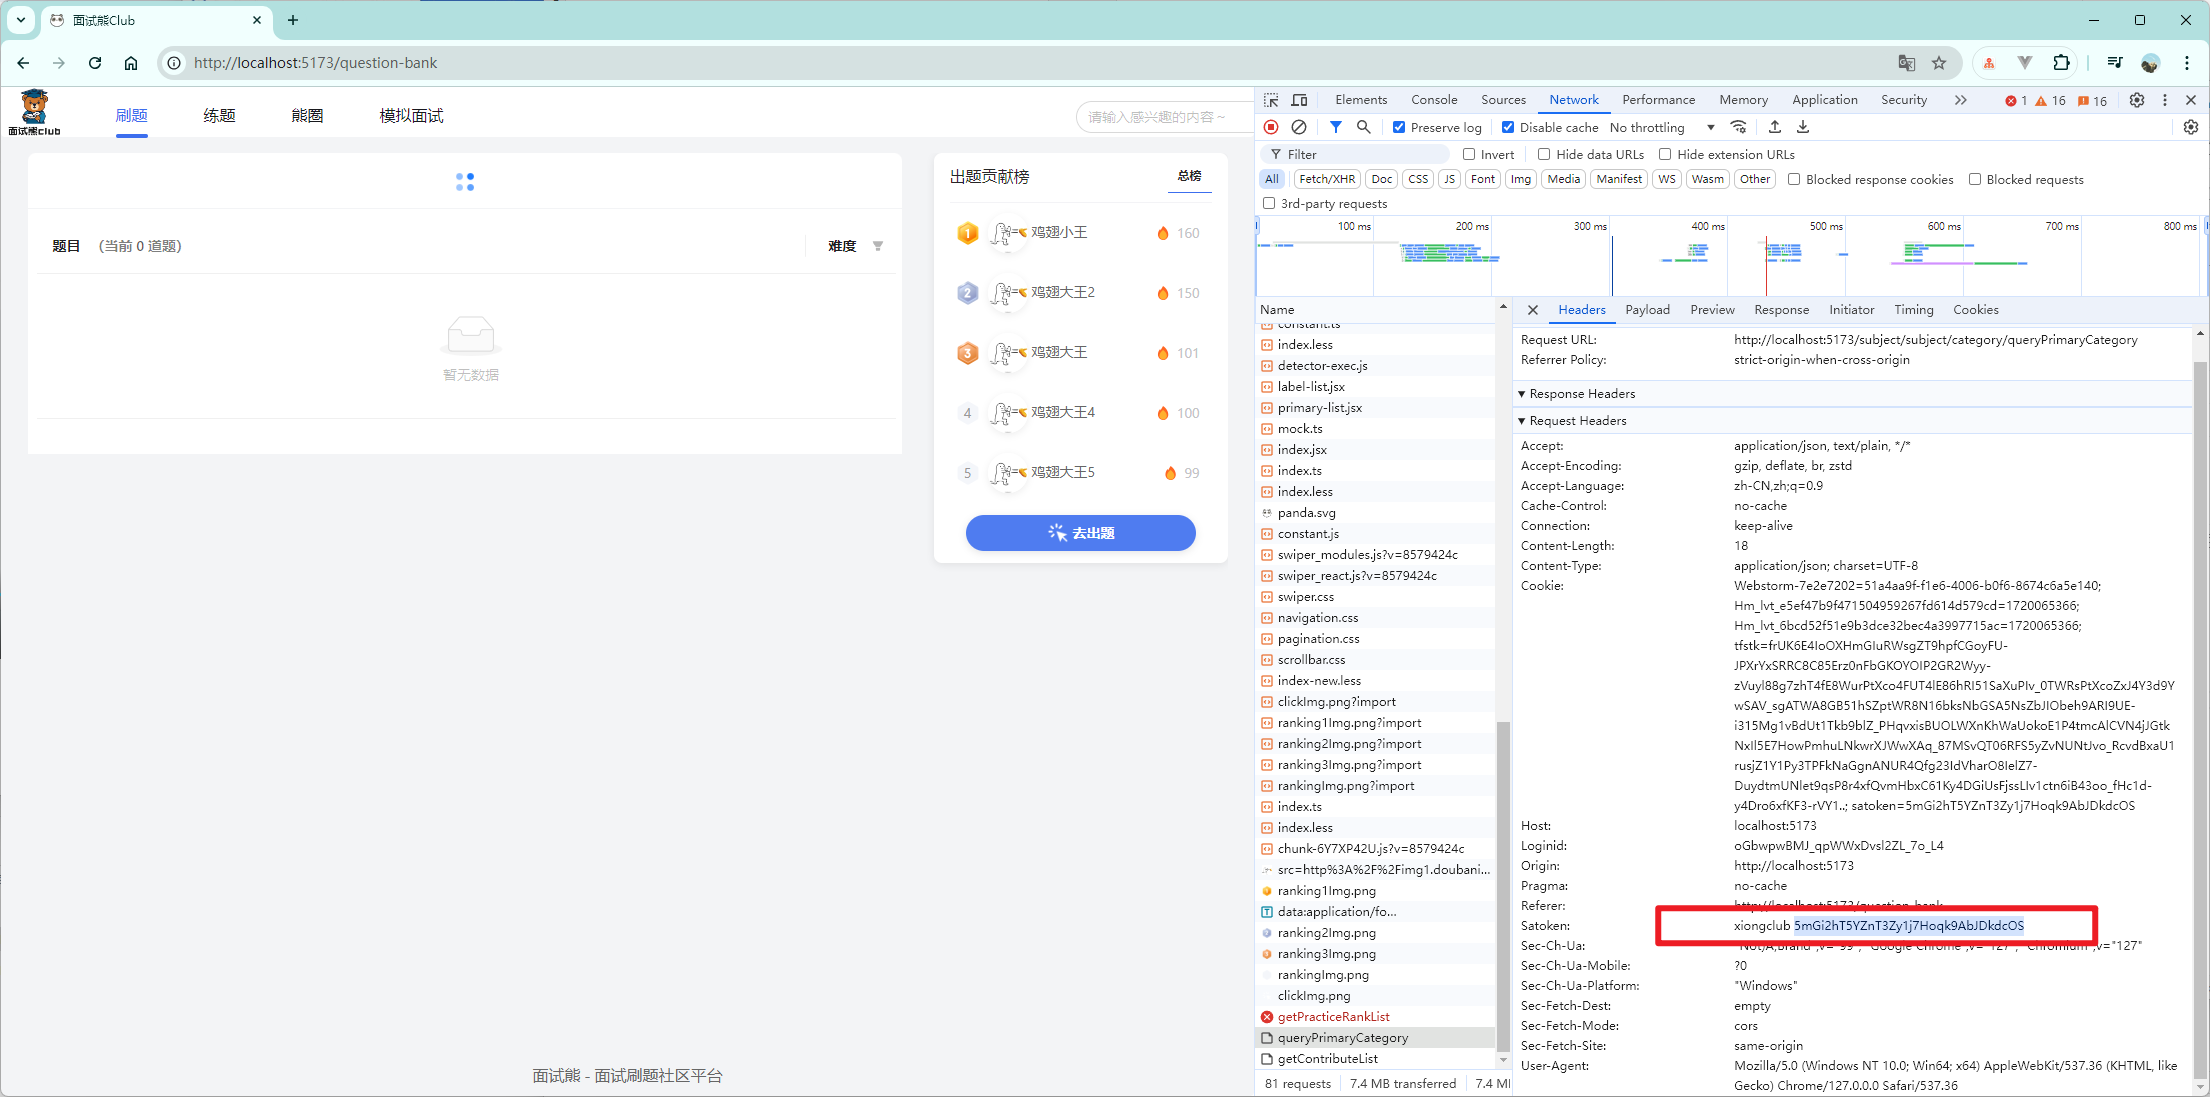 面试熊Club
http://localhost:5173/question-bank
面试熊club
刷题
练题
熊圈
模拟面试
请输入感兴趣的内容 ~
题目 (当前 0 道题)
难度
暂无数据
出题贡献榜
总榜
1 鸡翅小王 160
2 鸡翅大王2 150
3 鸡翅大王 101
4 鸡翅大王4 100
5 鸡翅大王5 99
去出题
面试熊 - 面试刷题社区平台
Elements Console Sources Network Performance Memory Application Security 1 16 16
Preserve log Disable cache No throttling
Filter Invert Hide data URLs Hide extension URLs
All Fetch/XHR Doc CSS JS Font Img Media Manifest WS Wasm Other Blocked response cookies Blocked requests
3rd-party requests
100 ms 200 ms 300 ms 400 ms 500 ms 600 ms 700 ms 800 ms
Name
constant.ts
index.less
detector-exec.js
label-list.jsx
primary-list.jsx
mock.ts
index.jsx
index.ts
index.less
panda.svg
constant.js
swiper_modules.js?v=8579424c
swiper_react.js?v=8579424c
swiper.css
navigation.css
pagination.css
scrollbar.css
index-new.less
clickImg.png?import
ranking1Img.png?import
ranking2Img.png?import
ranking3Img.png?import
rankingImg.png?import
index.ts
index.less
chunk-6Y7XP42U.js?v=8579424c
src=http%3A%2F%2Fimg1.doubani...
ranking1Img.png
data:application/fo...
ranking2Img.png
ranking3Img.png
rankingImg.png
clickImg.png
getPracticeRankList
queryPrimaryCategory
getContributeList
81 requests 7.4 MB transferred 7.4 MI
Headers Payload Preview Response Initiator Timing Cookies
Request URL: http://localhost:5173/subject/subject/category/queryPrimaryCategory
Referrer Policy: strict-origin-when-cross-origin
Response Headers
Request Headers
Accept: application/json, text/plain, */*
Accept-Encoding: gzip, deflate, br, zstd
Accept-Language: zh-CN,zh;q=0.9
Cache-Control: no-cache
Connection: keep-alive
Content-Length: 18
Content-Type: application/json; charset=UTF-8
Cookie: Webstorm-7e2e7202=51a4aa9f-f1e6-4006-b0f6-8674c6a5e140;
Hm_lvt_e5ef47b9f471504959267fd614d579cd=1720065366;
Hm_lvt_6bcd52f51e9b3dce32bec4a3997715ac=1720065366;
tfstk=frUK6E4IoOXHmGIuRWsgZT9hpfCGoyFU-
JPXrYxSRRC8C85Erz0nFbGKOYOIP2GR2Wyy-
zVuyl88g7zhT4fE8WurPtXco4FUT4lE86hRI51SaXuPIv_0TWRsPtXcoZxJ4Y3d9Y
wSAV_sgATWA8GB51hSZptWR8N16bksNbGSA5NsZbJIObeh9ARI9UE-
i315Mg1vBdUt1Tkb9blZ_PHqvxisBUOLWXnKhWaUokoE1P4tmcAlCVN4jJGtk
NxIl5E7HowPmhuLNkwrXJWwXAq_87MSvQT06RFS5yZvNUNtJvo_RcvdBxaU1
rusjZ1Y1Py3TPFkNaGgnANUR4Qfg23IdVharO8IelZ7-
DuydtmUNlet9qsP8r4xfQvmHbxC61Ky4DGiUsFjssLIv1ctn6iB43oo_fHc1d-
y4Dro6xfKF3-rVY1..; satoken=5mGi2hT5YZnT3Zy1j7Hoqk9AbJDkdcOS
Host: localhost:5173
Loginid: oGbwpwBMJ_qpWWxDvsl2ZL_7o_L4
Origin: http://localhost:5173
Pragma: no-cache
Referer: http://localhost:5173/question-bank
Satoken: xiongclub 5mGi2hT5YZnT3Zy1j7Hoqk9AbJDkdcOS
Sec-Ch-Ua: "Not/A;Brand";v="99", "Google Chrome";v="127", "Chromium";v="127"
Sec-Ch-Ua-Mobile: ?0
Sec-Ch-Ua-Platform: "Windows"
Sec-Fetch-Dest: empty
Sec-Fetch-Mode: cors
Sec-Fetch-Site: same-origin
User-Agent: Mozilla/5.0 (Windows NT 10.0; Win64; x64) AppleWebKit/537.36 (KHTML, like
Gecko) Chrome/127.0.0.0 Safari/537.36